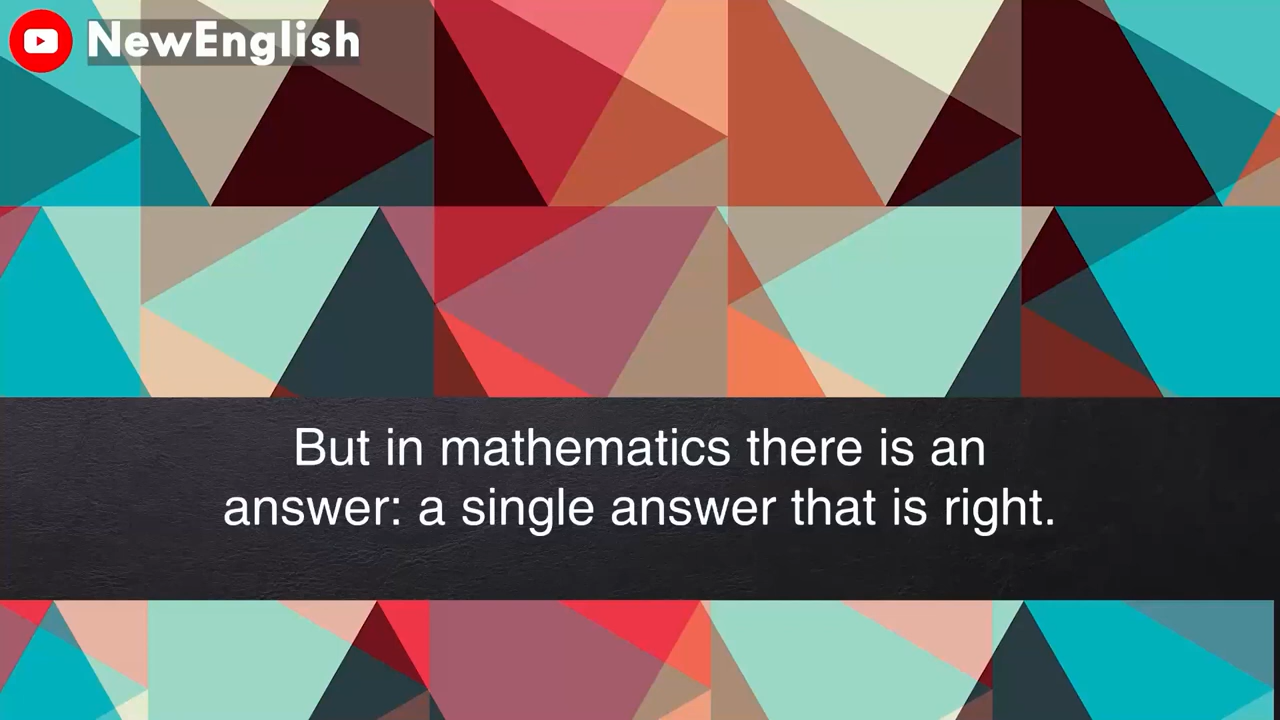 NewEnglish
But in mathematics there is an
answer: a single answer that is right.